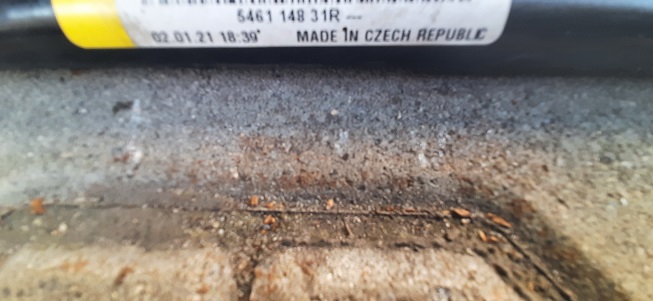 5461 148 31R
02.01.21 18:39 MADE IN CZECH REPUBLIC